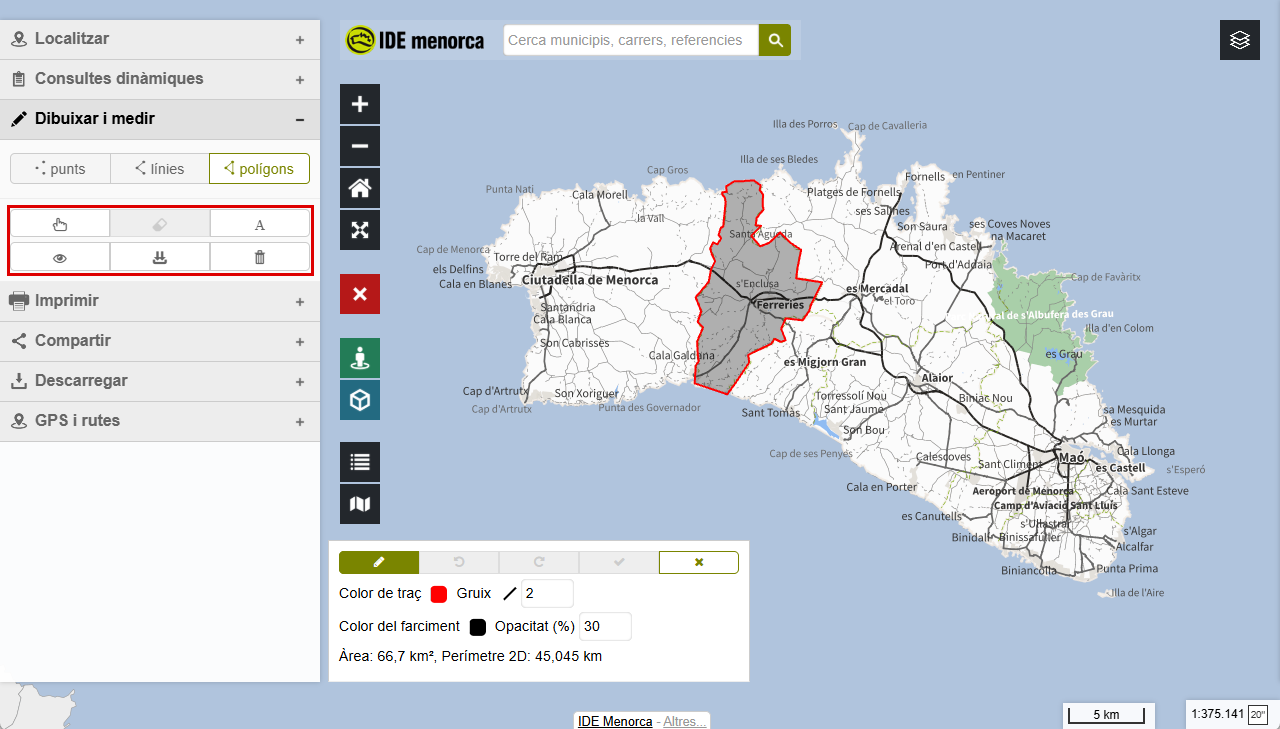 Localitzar +
Consultes dinàmiques +
Dibuixar i medir −
punts línies polígons
A
Imprimir +
Compartir +
Descarregar +
GPS i rutes +
IDE menorca
Cerca municipis, carrers, referencies
Illa des Porros
Cap de Cavalleria
Illa de ses Bledes
Cap Gros
Fornells
en Pentiner
Punta Nati
Cala Morell
Platges de Fornells
la Vall
ses Salines
Son Saura
ses Coves Noves
na Macaret
Santa Àgueda
Arenal d'en Castell
Cap de Menorca
Torre del Ram
Port d'Addaia
els Delfins
Cala en Blanes
Ciutadella de Menorca
s'Enclusa
Cap de Favàritx
es Mercadal
el Toro
Ferreries
Santandria
Cala Blanca
val de s'Albufera des Grau
Illa d'en Colom
Son Cabrisses
Cala Galdana
es Migjorn Gran
es Grau
Alaior
Cap d'Artrutx
Son Xoriguer
Cap d'Artrutx
Punta des Governador
Torressolí Nou
Biniac Nou
Sant Tomàs
Sant Jaume
sa Mesquida
es Murtar
Son Bou
Cap de ses Penyes
Calescoves
Sant Climent
Maó
Cala Llonga
es Castell
s'Esperó
Cala en Porter
Aeroport de Menorca
Cala Sant Esteve
Camp d'Aviació Sant Lluís
es Canutells
s'Ullastrar
s'Algar
Binidalí
Binissafúller
Alcalfar
Biniancolla
Punta Prima
Illa de l'Aire
Color de traç Gruix 2
Color del farciment Opacitat (%) 30
Àrea: 66,7 km², Perímetre 2D: 45,045 km
IDE Menorca - Altres...
5 km
1:375.141 20"